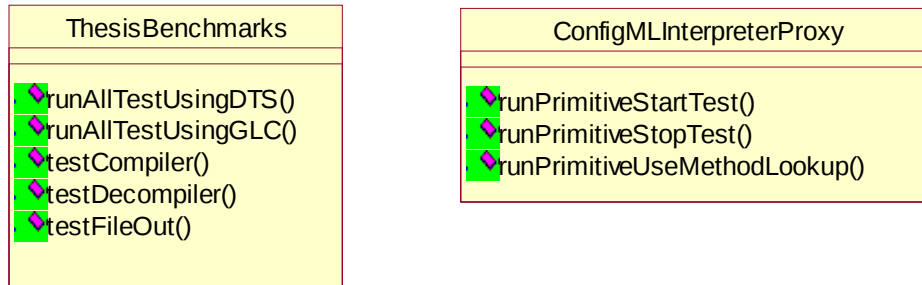 ThesisBenchmarks
runAllTestUsingDTS()
runAllTestUsingGLC()
testCompiler()
testDecompiler()
testFileOut()
ConfigMLInterpreterProxy
runPrimitiveStartTest()
runPrimitiveStopTest()
runPrimitiveUseMethodLookup()